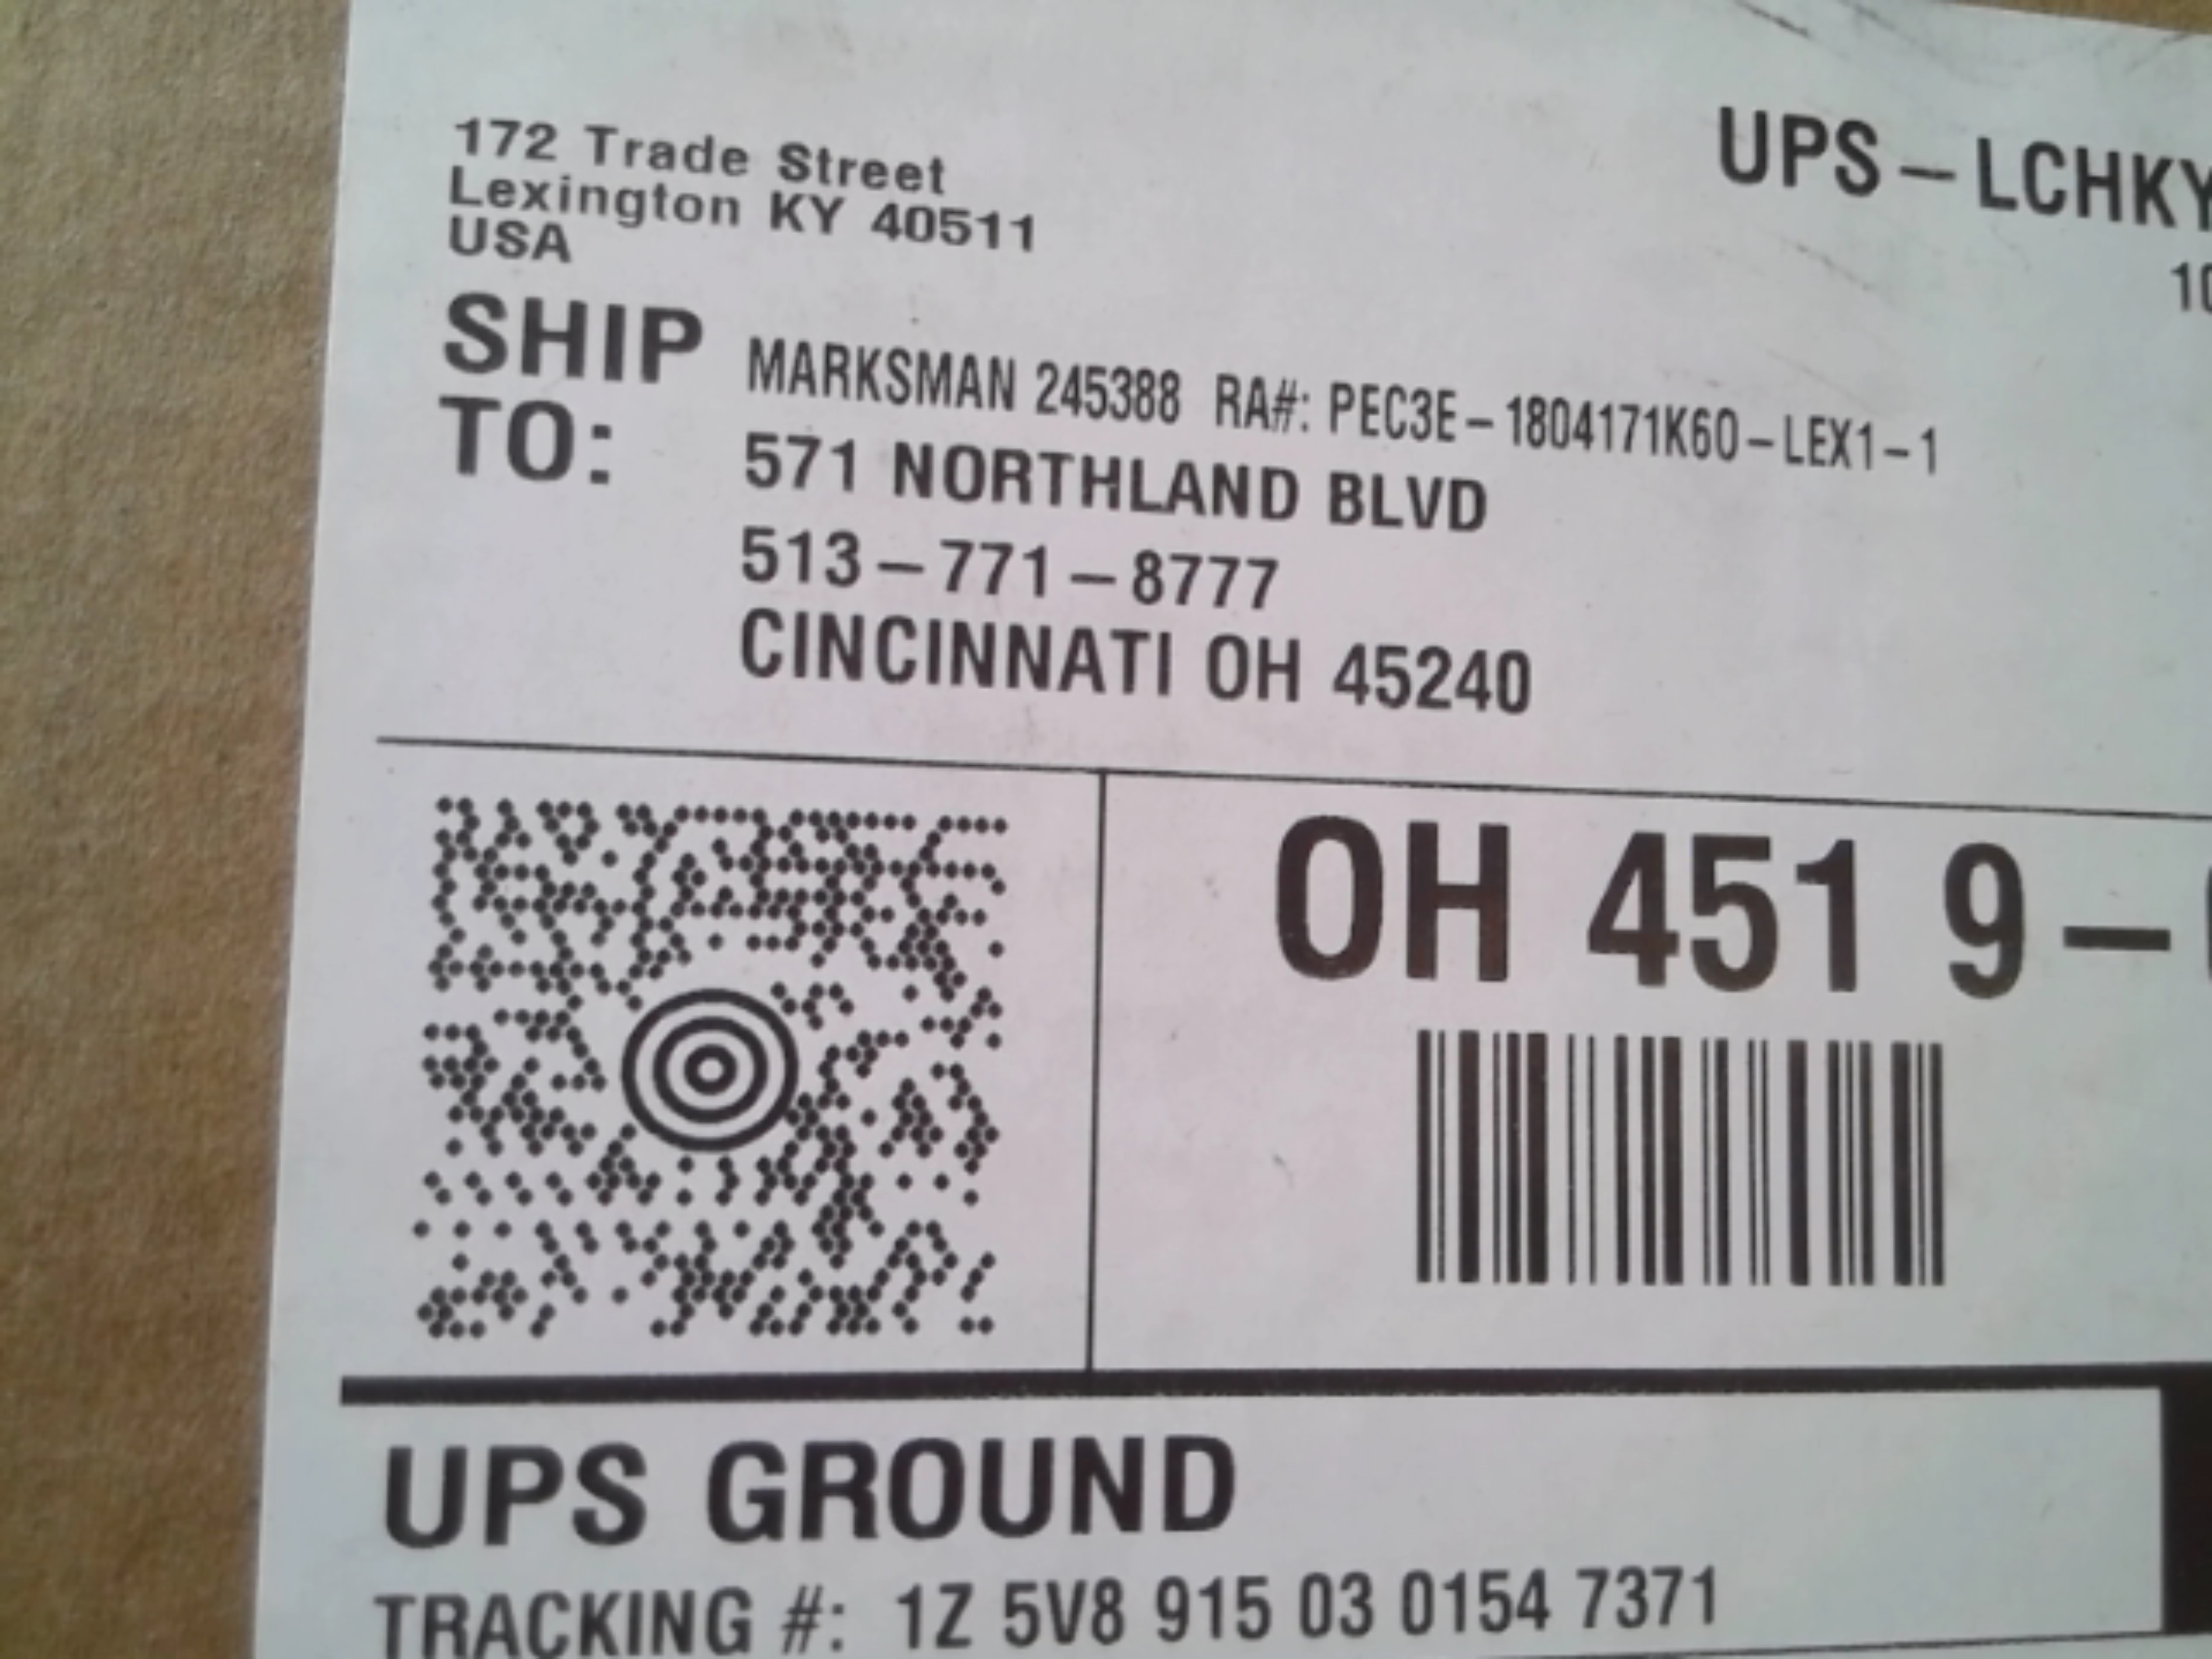 172 Trade Street
Lexington KY 40511
USA
UPS-LCHKY
10
SHIP TO:
MARKSMAN 245388 RA#: PEC3E-1804171K60-LEX1-1
571 NORTHLAND BLVD
513-771-8777
CINCINNATI OH 45240
OH 451 9-
UPS GROUND
TRACKING #: 1Z 5V8 915 03 0154 7371